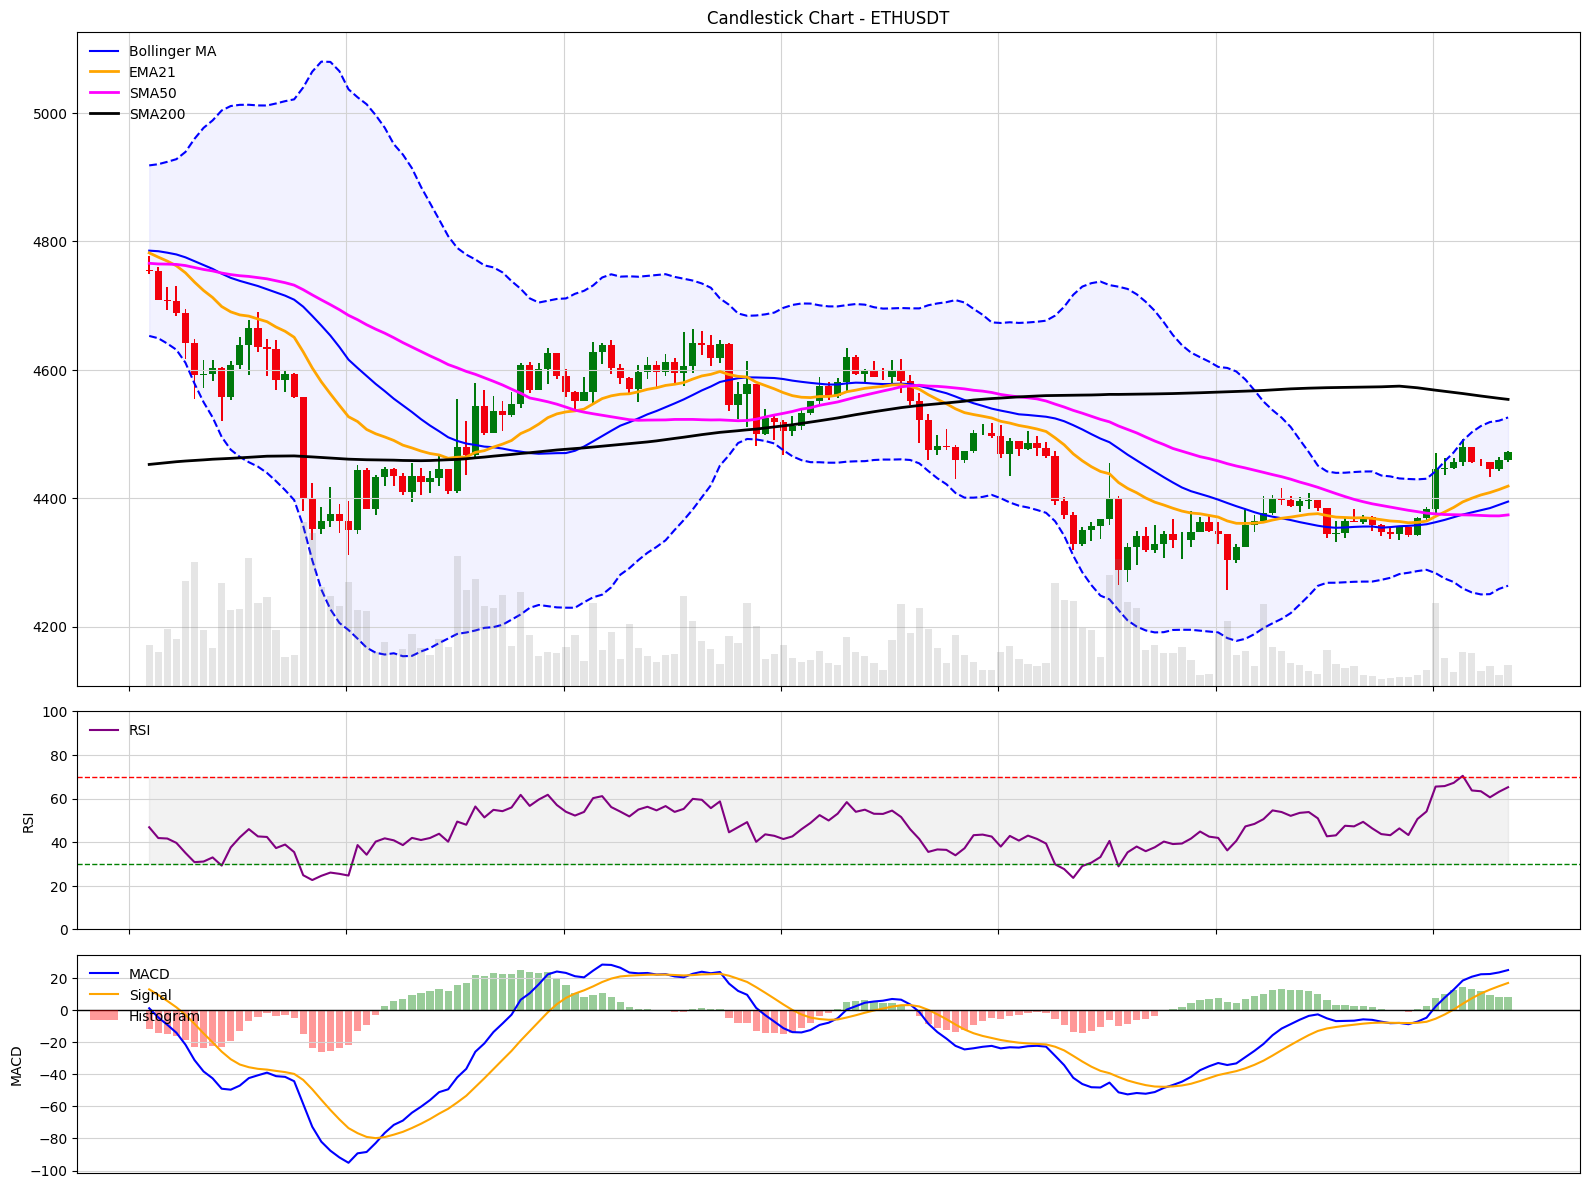 Candlestick Chart - ETHUSDT
Bollinger MA
EMA21
SMA50
SMA200
5000
4800
4600
4400
4200
RSI
100
80
60
40
20
0
RSI
MACD
Signal
Histogram
20
0
−20
−40
−60
−80
−100
MACD